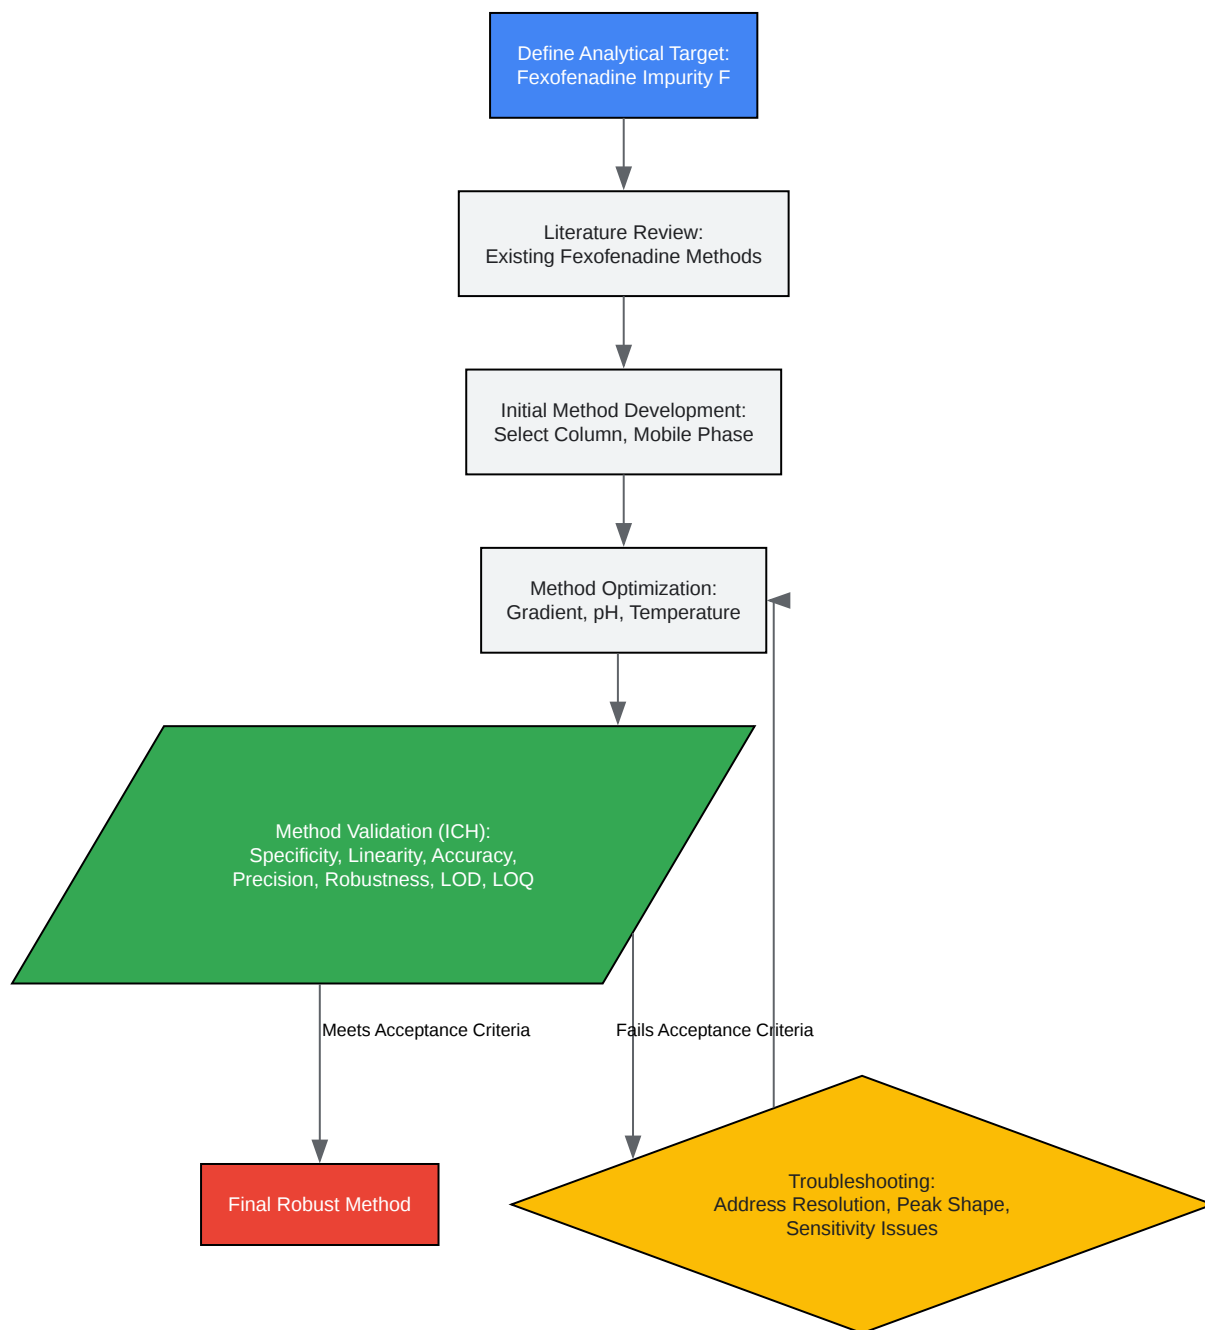 Define Analytical Target:
Fexofenadine Impurity F
Literature Review:
Existing Fexofenadine Methods
Initial Method Development:
Select Column, Mobile Phase
Method Optimization:
Gradient, pH, Temperature
Method Validation (ICH):
Specificity, Linearity, Accuracy,
Precision, Robustness, LOD, LOQ
Meets Acceptance Criteria
Fails Acceptance Criteria
Final Robust Method
Troubleshooting:
Address Resolution, Peak Shape,
Sensitivity Issues